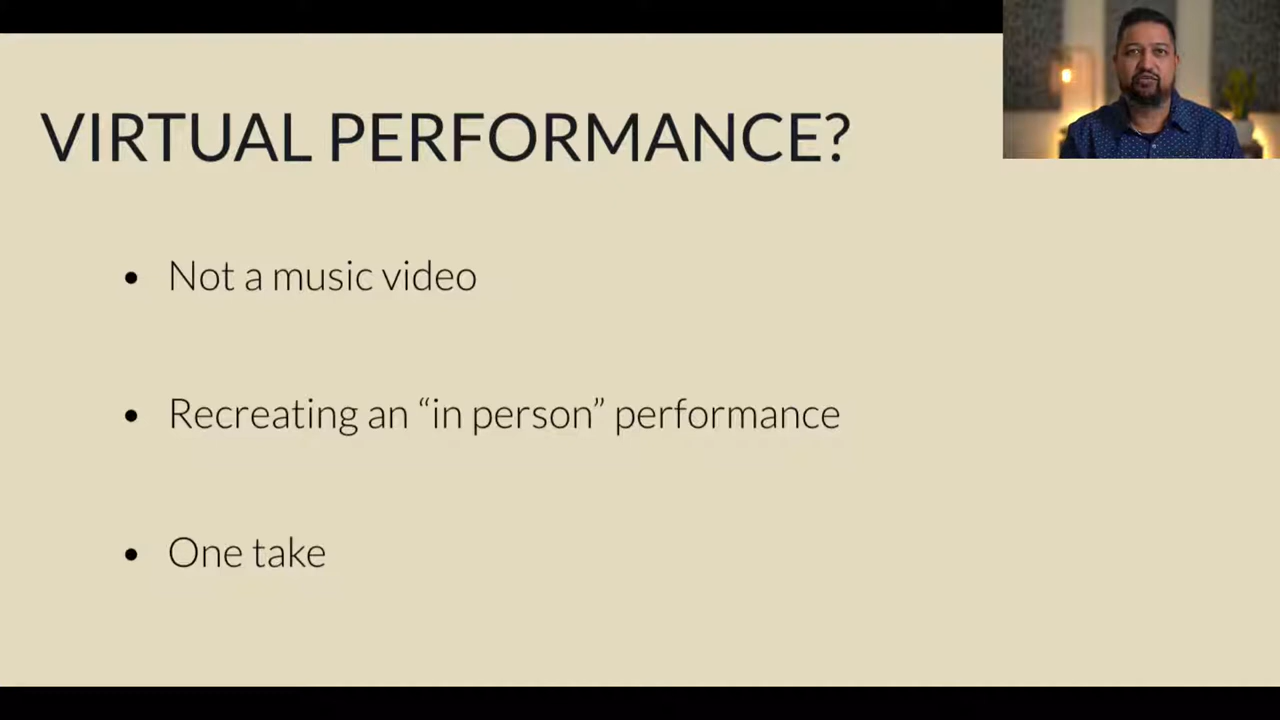 VIRTUAL PERFORMANCE?
• Not a music video
• Recreating an “in person” performance
• One take